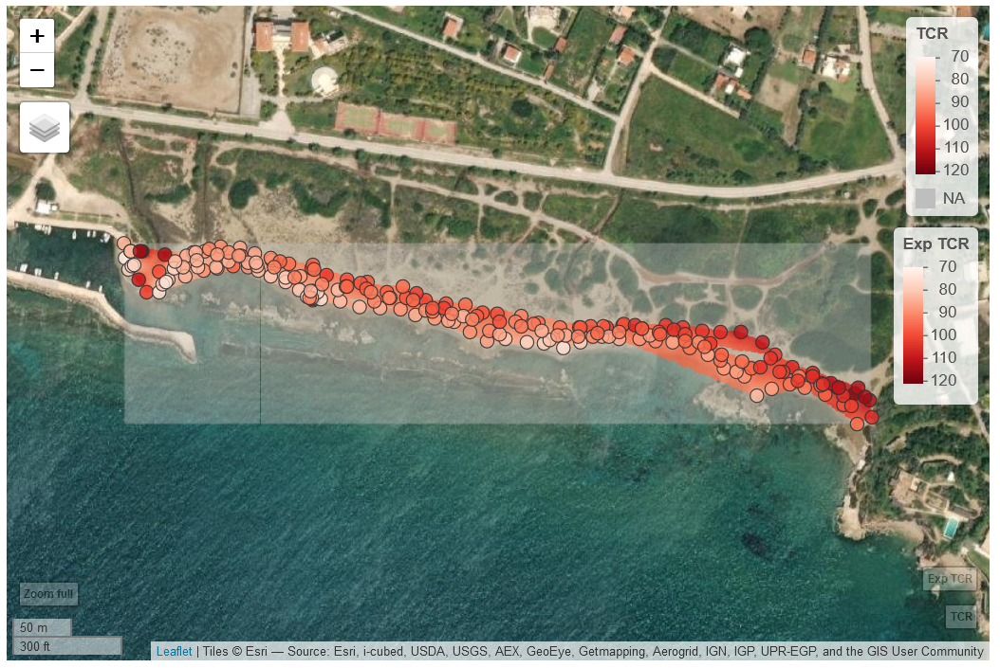 +
−
TCR
70
80
90
100
110
120
NA
Exp TCR
70
80
90
100
110
120
Exp TCR
Zoom full
TCR
50 m
300 ft
Leaflet | Tiles © Esri — Source: Esri, i-cubed, USDA, USGS, AEX, GeoEye, Getmapping, Aerogrid, IGN, IGP, UPR-EGP, and the GIS User Community